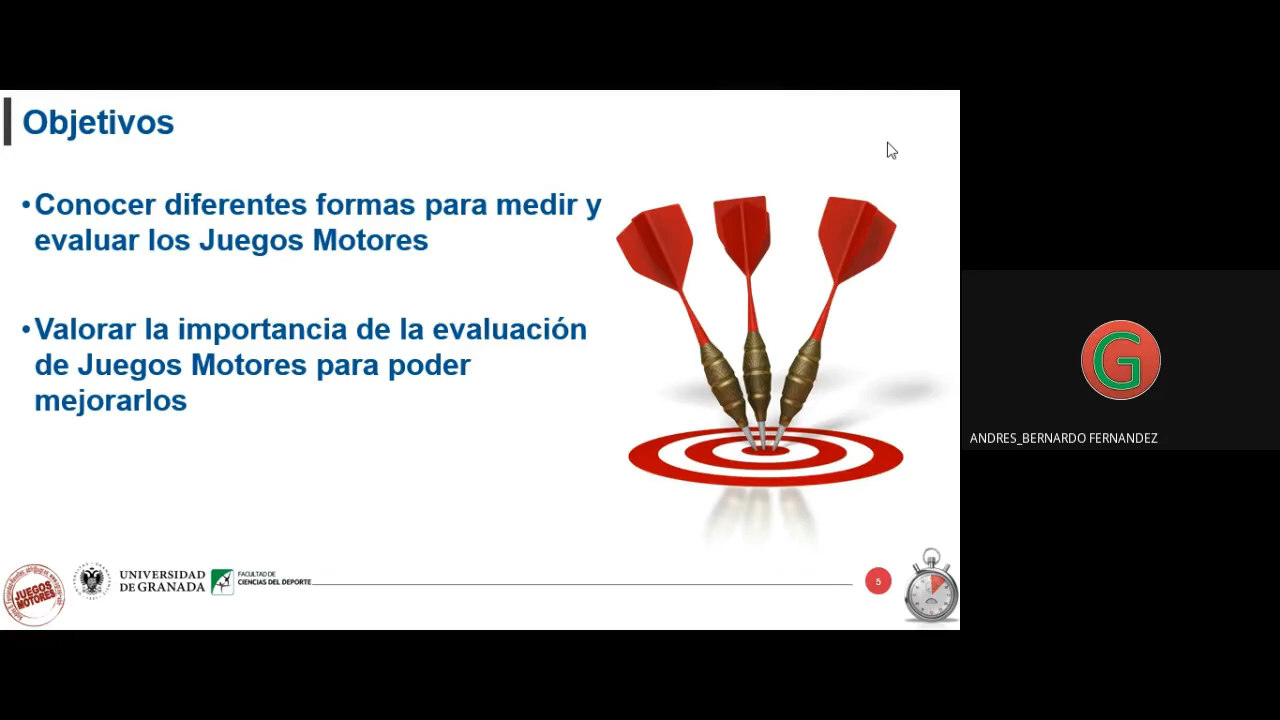 Objetivos
•Conocer diferentes formas para medir y
evaluar los Juegos Motores
•Valorar la importancia de la evaluación
de Juegos Motores para poder
mejorarlos
G
ANDRES_BERNARDO FERNANDEZ
JUEGOS
MOTORES
UNIVERSIDAD
DE GRANADA
FACULTAD DE
CIENCIAS DEL DEPORTE
5